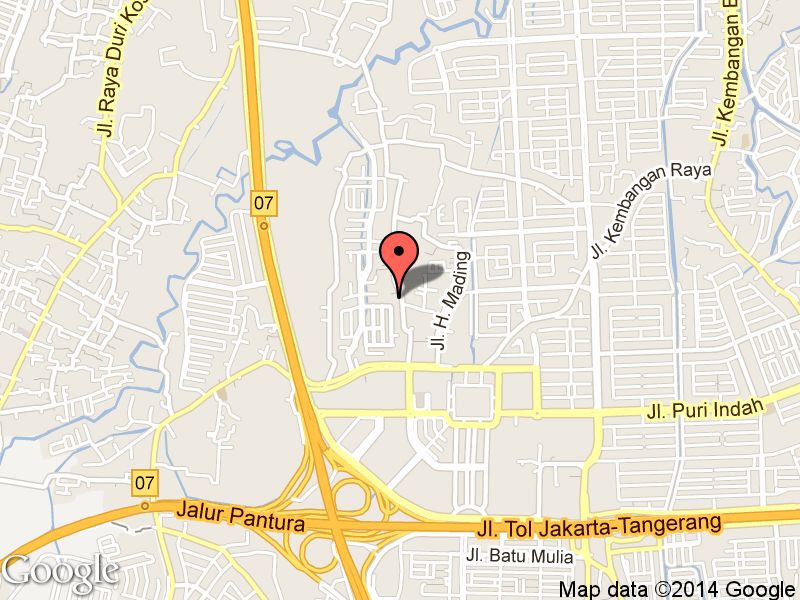 Jl. Raya Duri Kos
Jl. Kembangan B
Jl. Kembangan Raya
07
Jl. H. Mading
Jl. Puri Indah
07
Jalur Pantura
Jl. Tol Jakarta-Tangerang
Jl. Batu Mulia
Google
Map data ©2014 Google